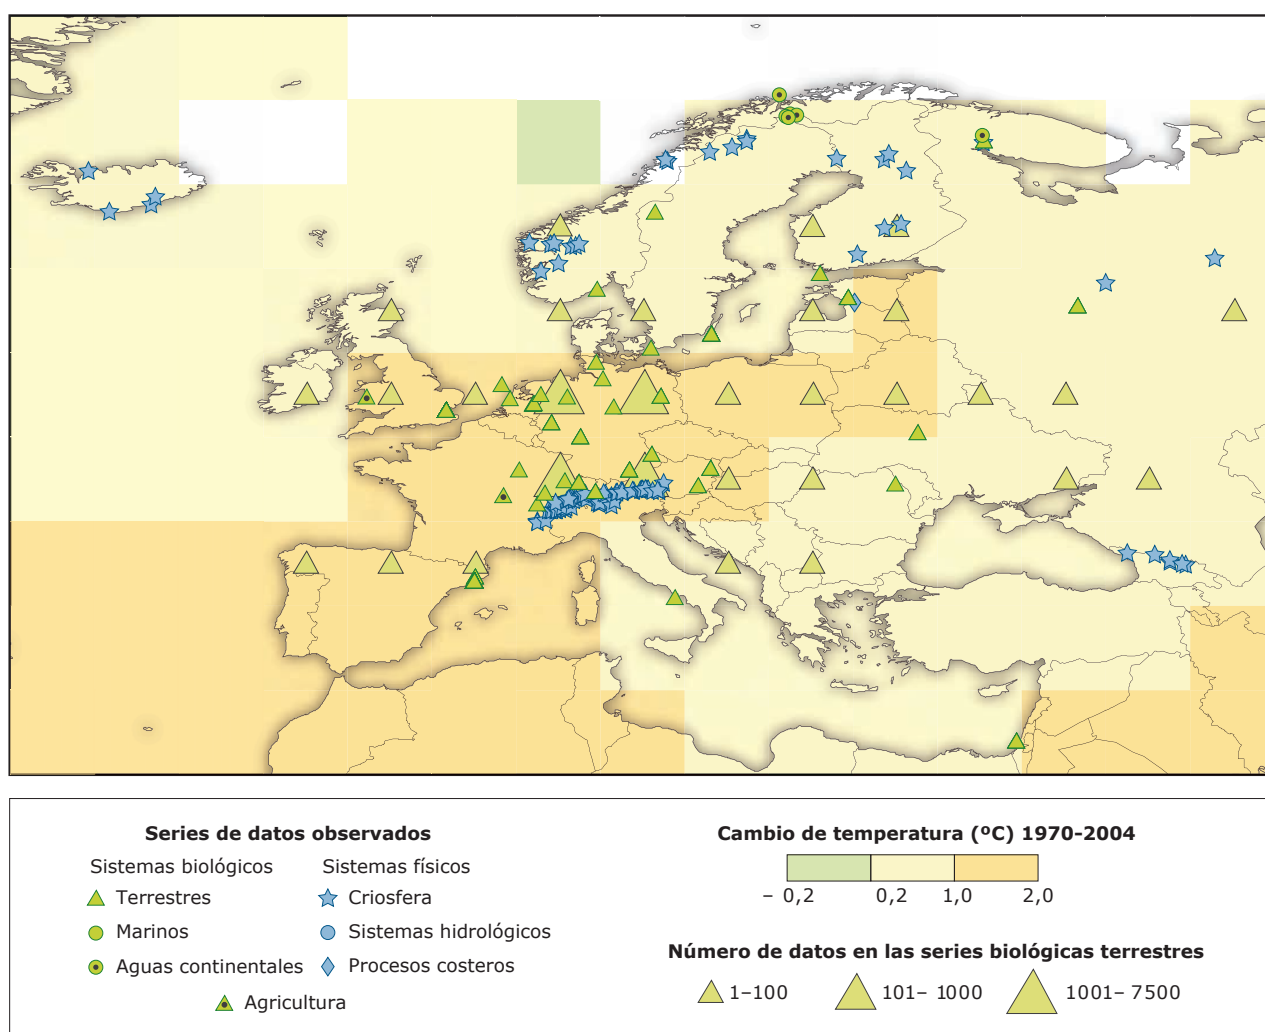 Series de datos observados
Sistemas biológicos
Sistemas físicos
Terrestres
Criosfera
Marinos
Sistemas hidrológicos
Aguas continentales
Procesos costeros
Agricultura
Cambio de temperatura (ºC) 1970-2004
– 0,2
0,2
1,0
2,0
Número de datos en las series biológicas terrestres
1–100
101– 1000
1001– 7500